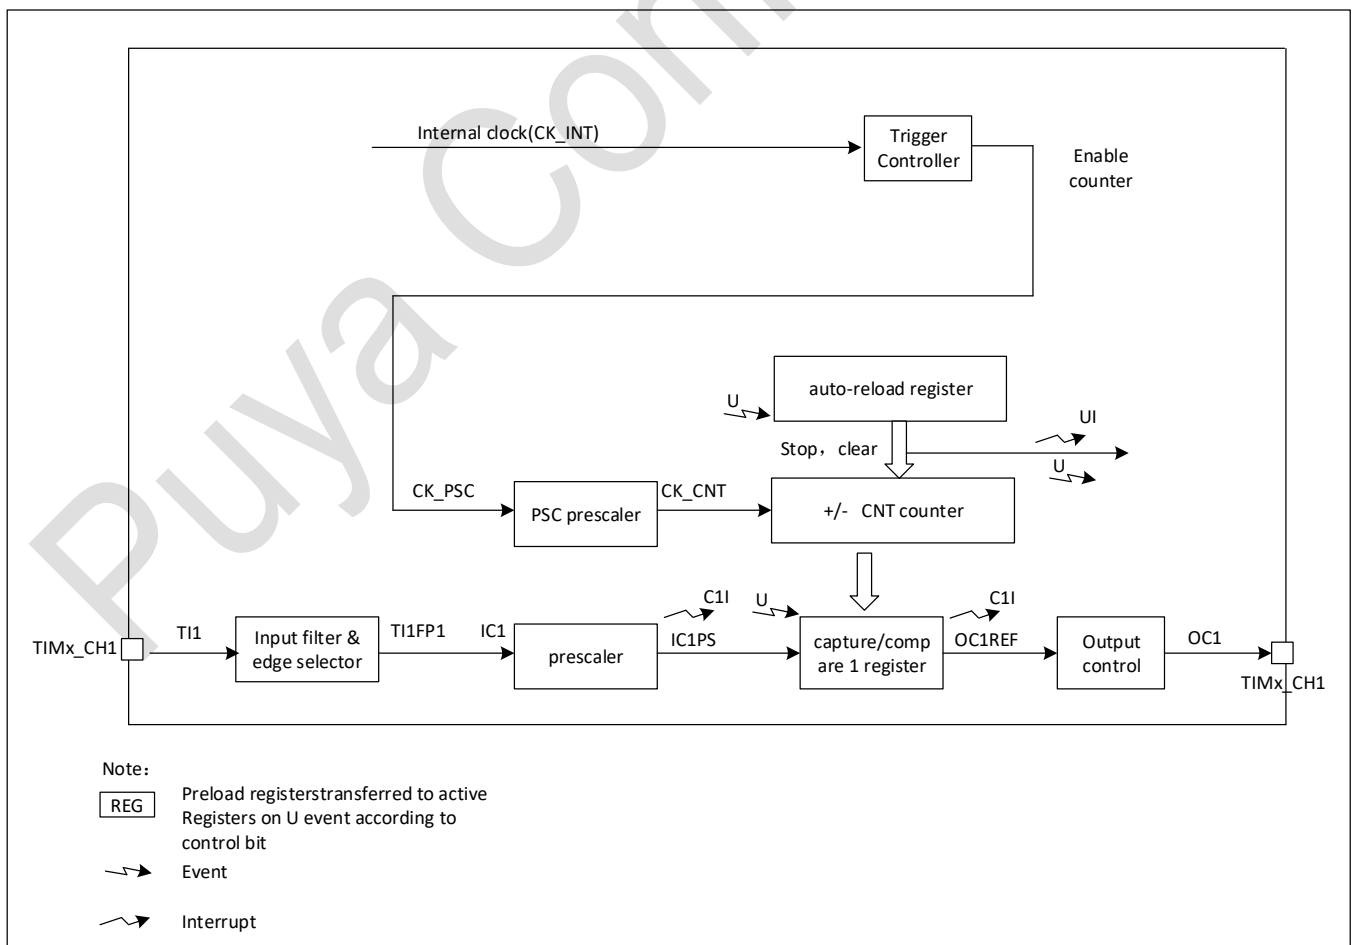 Puya Com
Internal clock(CK_INT)
Trigger
Controller
Enable
counter
auto-reload register
U
UI
Stop，clear
U
CK_PSC
PSC prescaler
CK_CNT
+/- CNT counter
TIMx_CH1
TI1
Input filter &
edge selector
TI1FP1
IC1
prescaler
C1I
IC1PS
U
capture/comp
are 1 register
C1I
OC1REF
Output
control
OC1
TIMx_CH1
Note：
REG
Preload registerstransferred to active
Registers on U event according to
control bit
Event
Interrupt